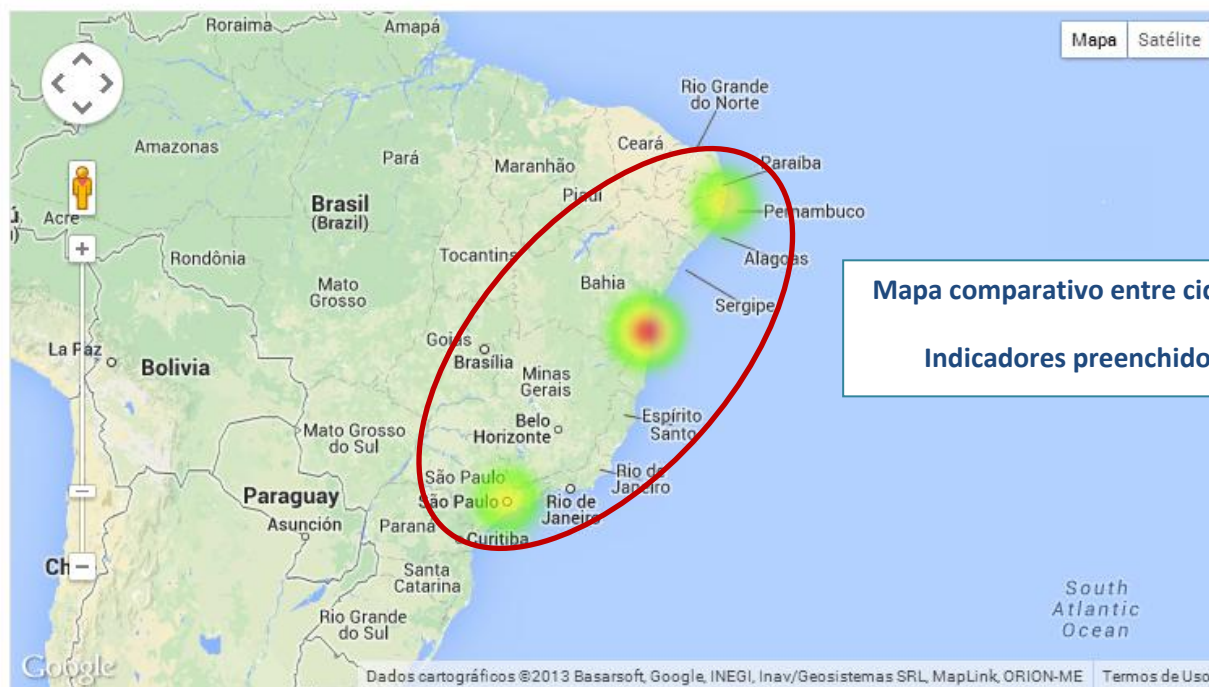 Roraima
Amapá
Mapa
Satélite
Rio Grande
do Norte
Amazonas
Pará
Maranhão
Ceará
Paraíba
Piauí
Brasil
(Brazil)
Pernambuco
Acre
Rondônia
Tocantins
Alagoas
Mato
Grosso
Bahia
Sergipe
Mapa comparativo entre cid
Indicadores preenchido
La Paz
Bolivia
Goiás
Brasília
Minas
Gerais
Belo
Horizonte
Espírito
Santo
Mato Grosso
do Sul
São Paulo
São Paulo
Rio de
Janeiro
Rio de
Janeiro
Paraguay
Asunción
Paraná
Curitiba
Ch
Santa
Catarina
Rio Grande
do Sul
South
Atlantic
Ocean
Google
Dados cartográficos ©2013 Basarsoft, Google, INEGI, Inav/Geosistemas SRL, MapLink, ORION-ME
Termos de Uso